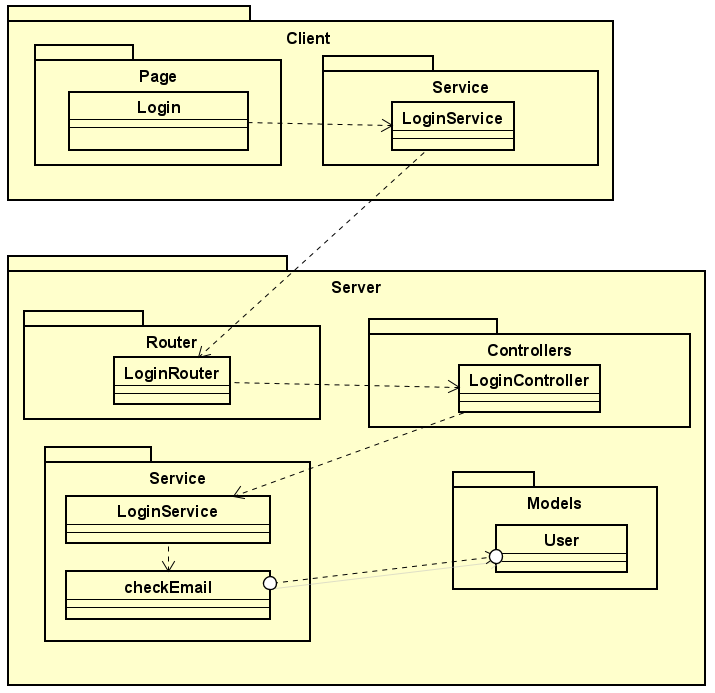 Client
Page
Login
Service
LoginService
Server
Router
LoginRouter
Controllers
LoginController
Service
LoginService
checkEmail
Models
User